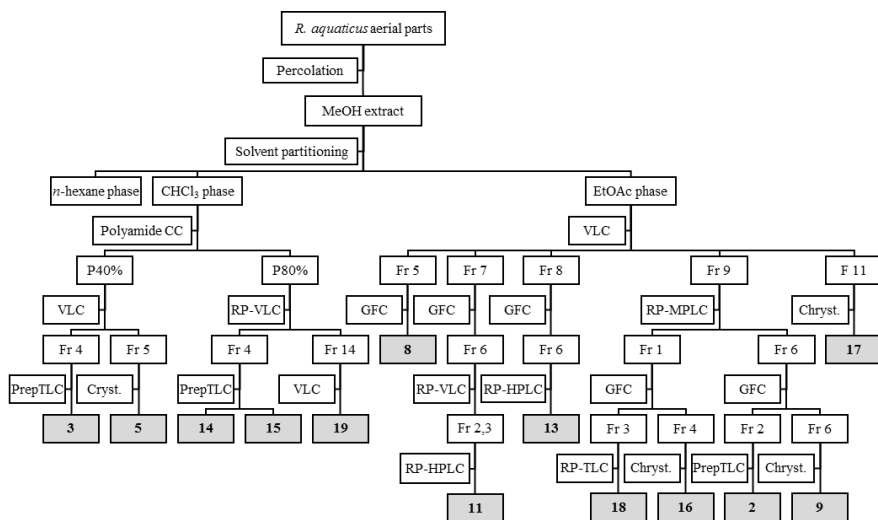 R. aquaticus aerial parts
Percolation
MeOH extract
Solvent partitioning
n-hexane phase
CHCl₃ phase
EtOAc phase
Polyamide CC
VLC
P40%
P80%
Fr 5
Fr 7
Fr 8
Fr 9
F 11
VLC
RP-VLC
GFC
GFC
GFC
RP-MPLC
Chryst.
Fr 4
Fr 5
Fr 4
Fr 14
8
Fr 6
Fr 6
Fr 1
Fr 6
17
PrepTLC
Cryst.
PrepTLC
VLC
RP-VLC
RP-HPLC
GFC
GFC
3
5
14
15
19
Fr 2,3
13
Fr 3
Fr 4
Fr 2
Fr 6
RP-HPLC
RP-TLC
Chryst.
PrepTLC
Chryst.
11
18
16
2
9